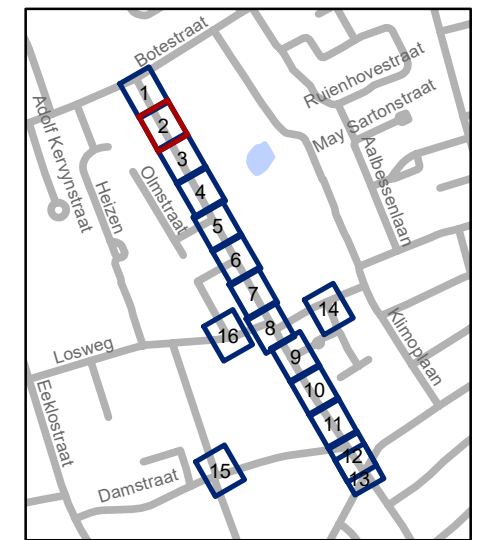 Botestraat
Ruienhovestraat
May Sartonstraat
Adolf Kervynstraat
Aalbessenlaan
Heizen
Olmstraat
1
2
3
4
5
6
7
8
14
16
9
Klimoplaan
Losweg
10
Eeklostraat
11
12
15
13
Damstraat